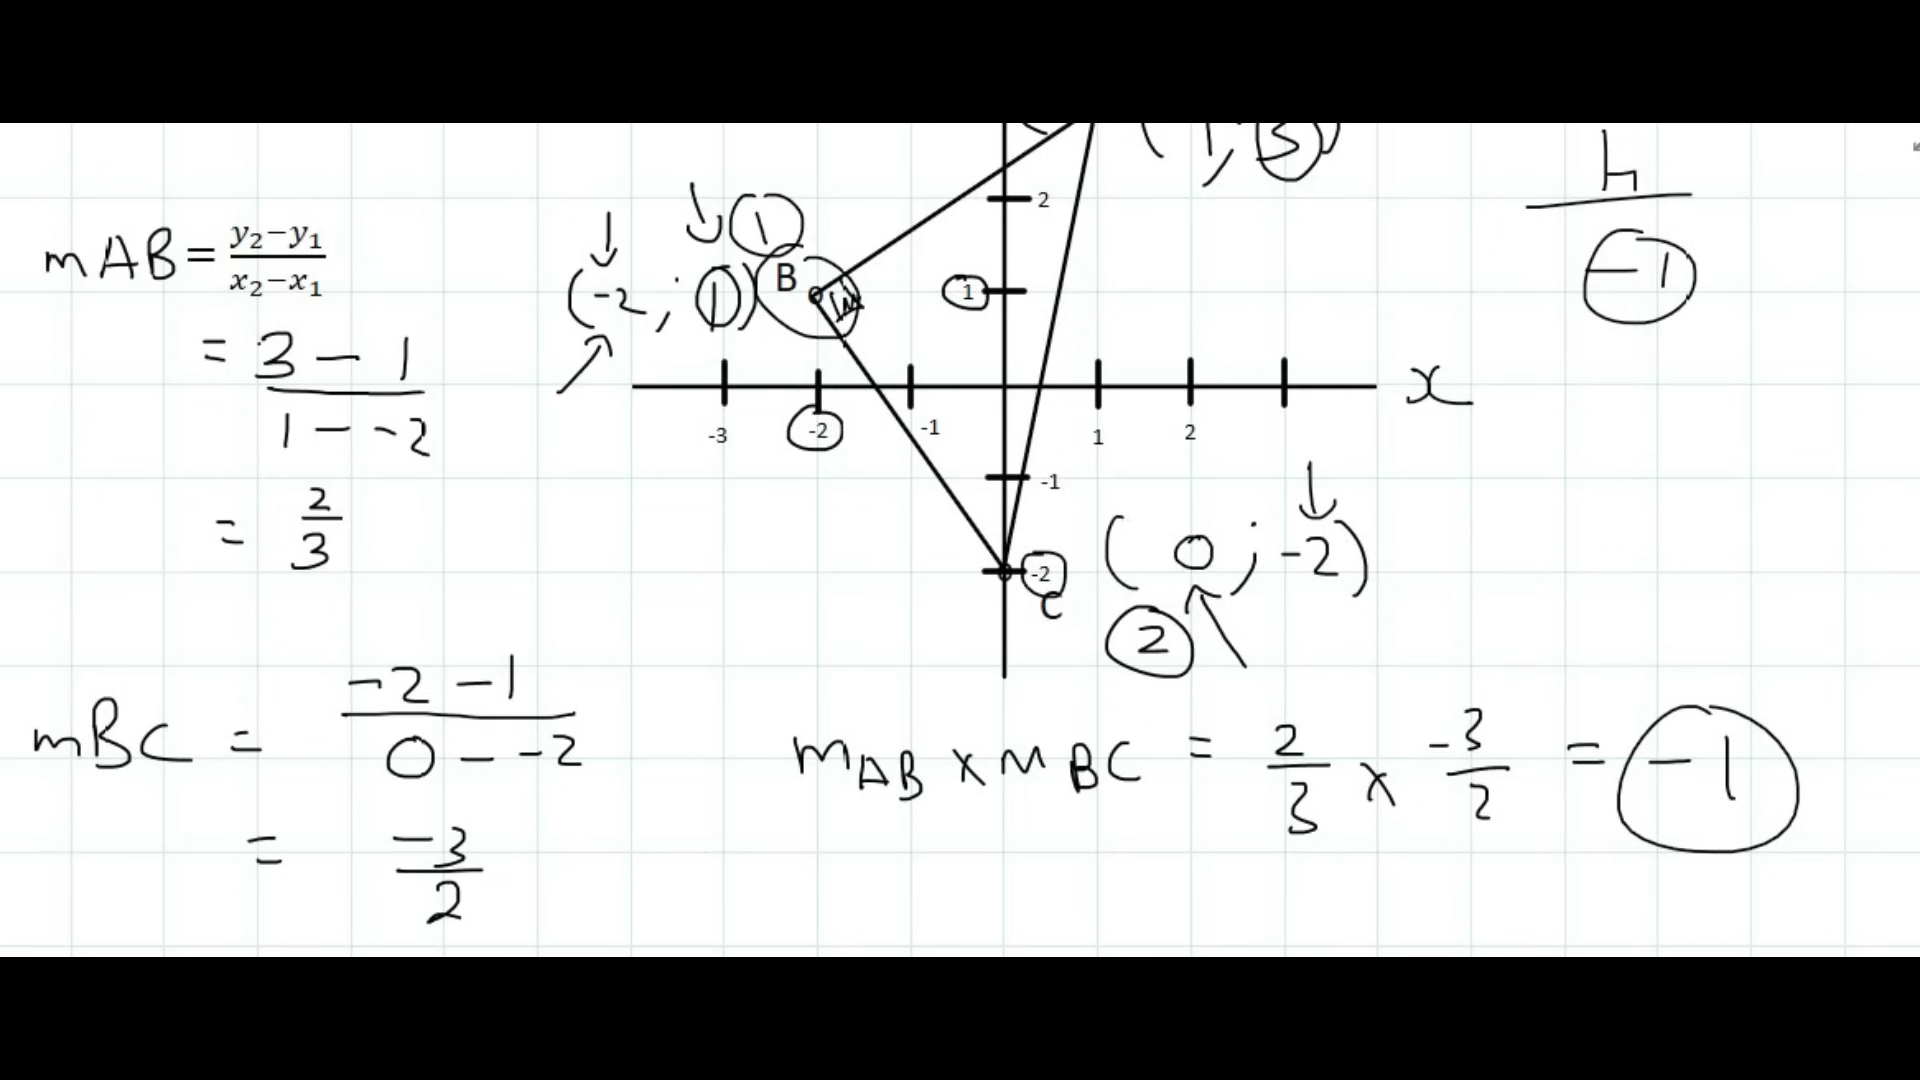 (1; 3)
2
L
-1
mAB = y₂−y₁ / x₂−x₁
1
B
(-2 ; 1)
1
= 3 - 1 / 1 - -2
x
-3 -2 -1 1 2
-1
= 2/3
(0 ; -2)
-2
C
2
mBC = -2 -1 / 0 - -2
mAB x mBC = 2/3 x -3/2 = -1
= -3/2